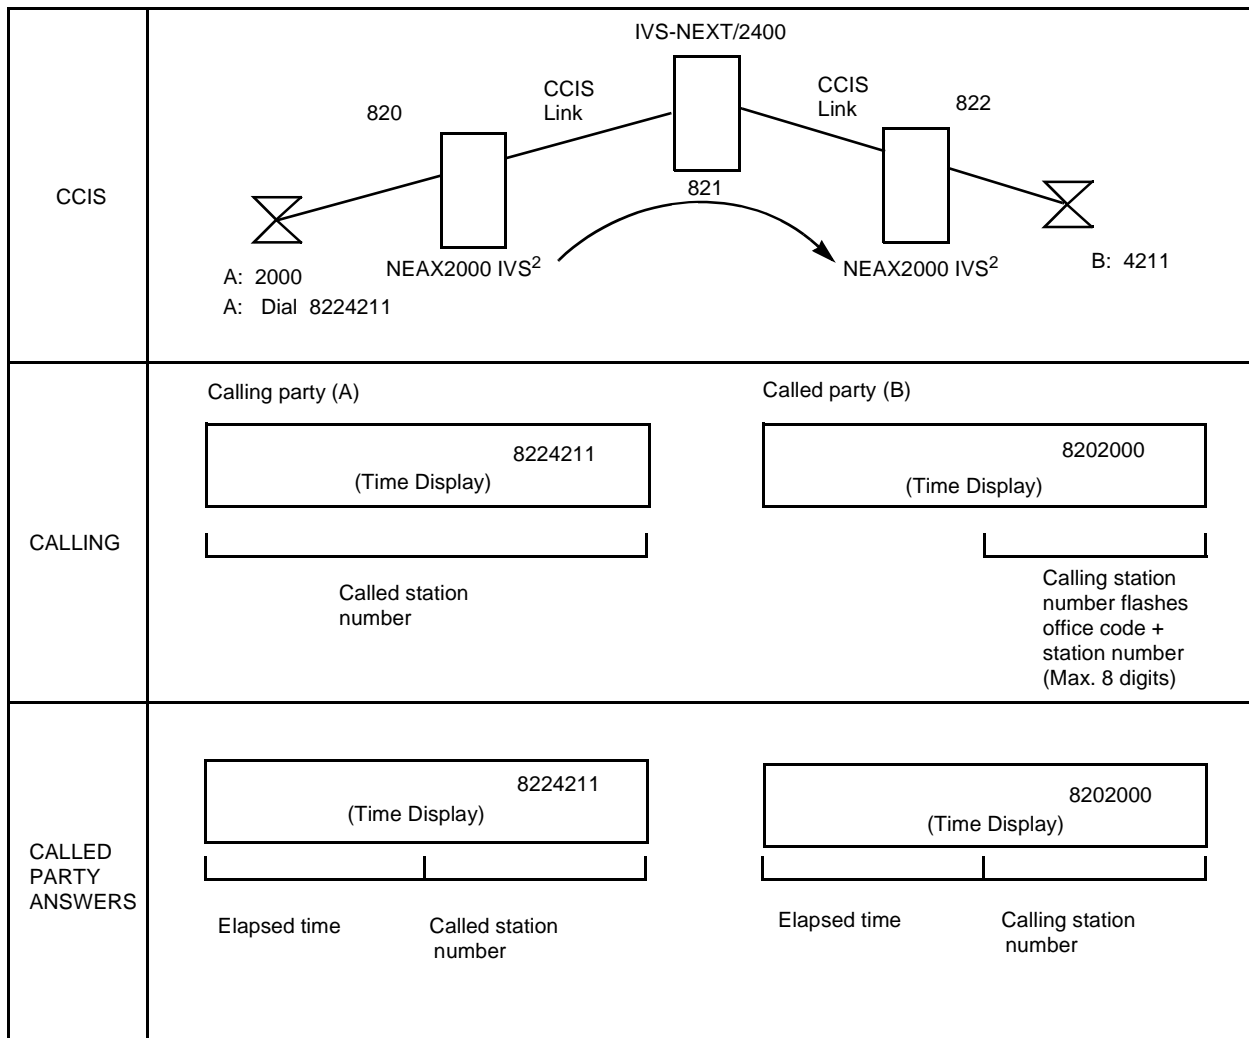 CCIS
IVS-NEXT/2400
820
CCIS
Link
CCIS
Link
822
821
NEAX2000 IVS²
NEAX2000 IVS²
A: 2000
A: Dial 8224211
B: 4211
CALLING
Calling party (A)
8224211
(Time Display)
Called station
number
Called party (B)
8202000
(Time Display)
Calling station
number flashes
office code +
station number
(Max. 8 digits)
CALLED
PARTY
ANSWERS
8224211
(Time Display)
Elapsed time
Called station
number
8202000
(Time Display)
Elapsed time
Calling station
number